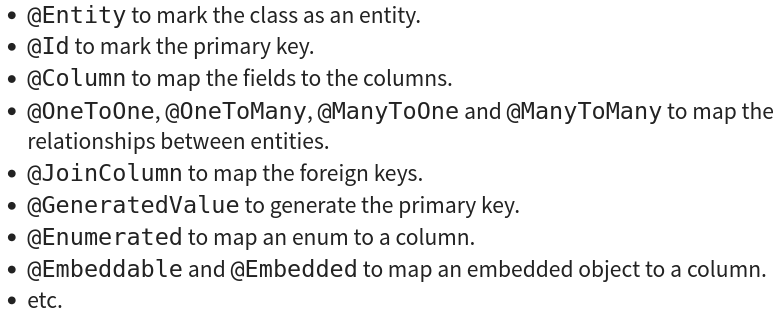 • @Entity to mark the class as an entity.
• @Id to mark the primary key.
• @Column to map the fields to the columns.
• @OneToOne, @OneToMany, @ManyToOne and @ManyToMany to map the
relationships between entities.
• @JoinColumn to map the foreign keys.
• @GeneratedValue to generate the primary key.
• @Enumerated to map an enum to a column.
• @Embeddable and @Embedded to map an embedded object to a column.
• etc.